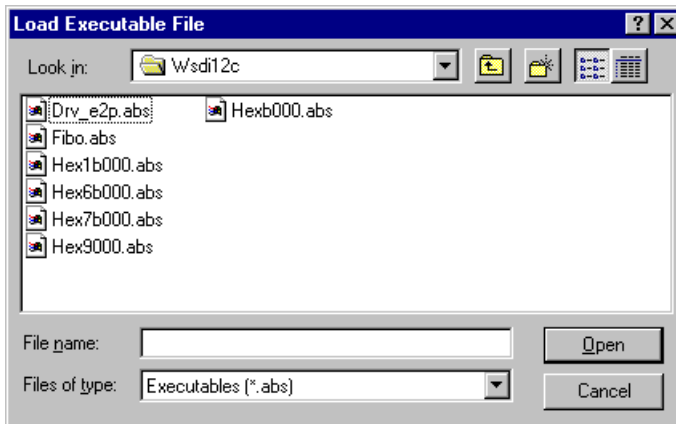 Load Executable File
Look in: Wsdi12c
Drv_e2p.abs Hexb000.abs
Fibo.abs
Hex1b000.abs
Hex6b000.abs
Hex7b000.abs
Hex9000.abs
File name: Open
Files of type: Executables (*.abs) Cancel